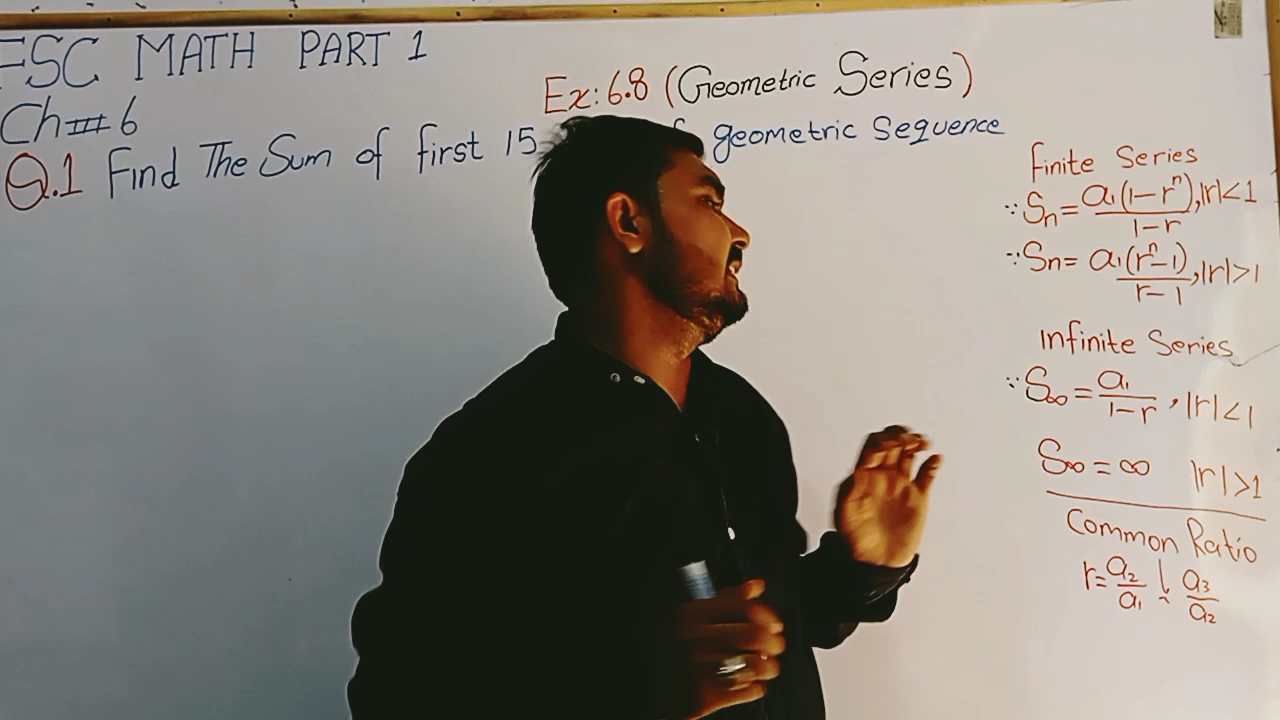 FSC MATH PART 1
Ch# 6
Ex: 6.8 (Geometric Series)
Q.1 Find The Sum of first 15 geometric sequence
Finite Series
∵ Sₙ = a₁(1-rⁿ)/1-r, |r|<1
∵ Sₙ = a₁(rⁿ-1)/r-1, |r|>1
Infinite Series
∵ S∞ = a₁/1-r, |r|<1
S∞ = ∞ |r|>1
Common Ratio
r = a₂/a₁ a₃/a₂